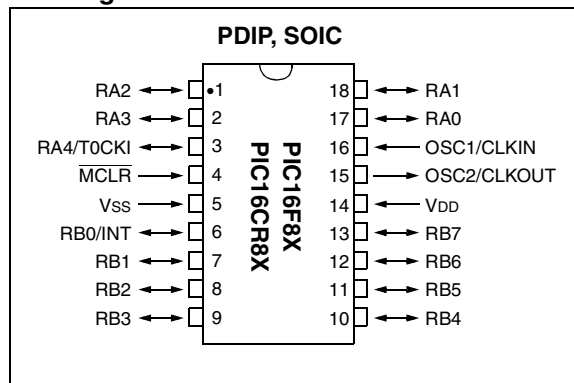 PDIP, SOIC
RA2 •1 18 RA1
RA3 2 17 RA0
RA4/T0CKI 3 16 OSC1/CLKIN
MCLR 4 15 OSC2/CLKOUT
VSS 5 14 VDD
RB0/INT 6 13 RB7
RB1 7 12 RB6
RB2 8 11 RB5
RB3 9 10 RB4
PIC16F8X
PIC16CR8X